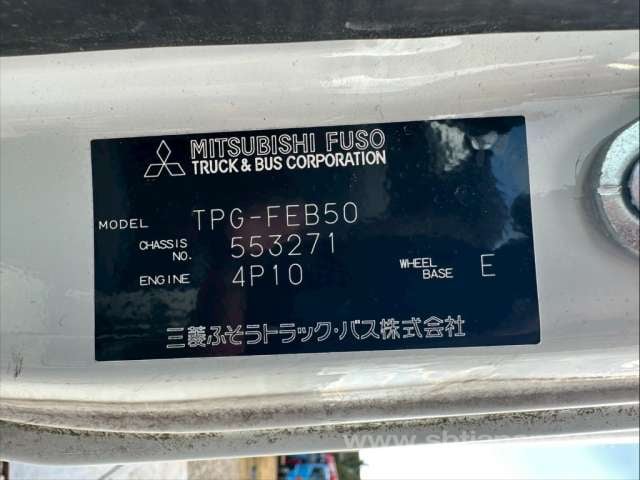 MITSUBISHI FUSO
TRUCK & BUS CORPORATION
MODEL TPG-FEB50
CHASSIS NO. 553271
ENGINE 4P10 WHEEL BASE E
三菱ふそうトラック・バス株式会社